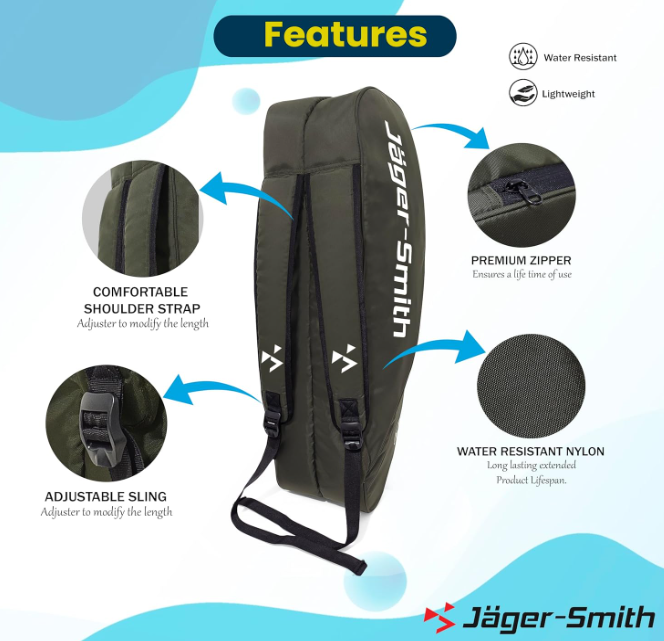 Features
Water Resistant
Lightweight
Jäger-Smith
PREMIUM ZIPPER
Ensures a life time of use
COMFORTABLE
SHOULDER STRAP
Adjuster to modify the length
WATER RESISTANT NYLON
Long lasting extended
Product Lifespan.
ADJUSTABLE SLING
Adjuster to modify the length
Jäger-Smith